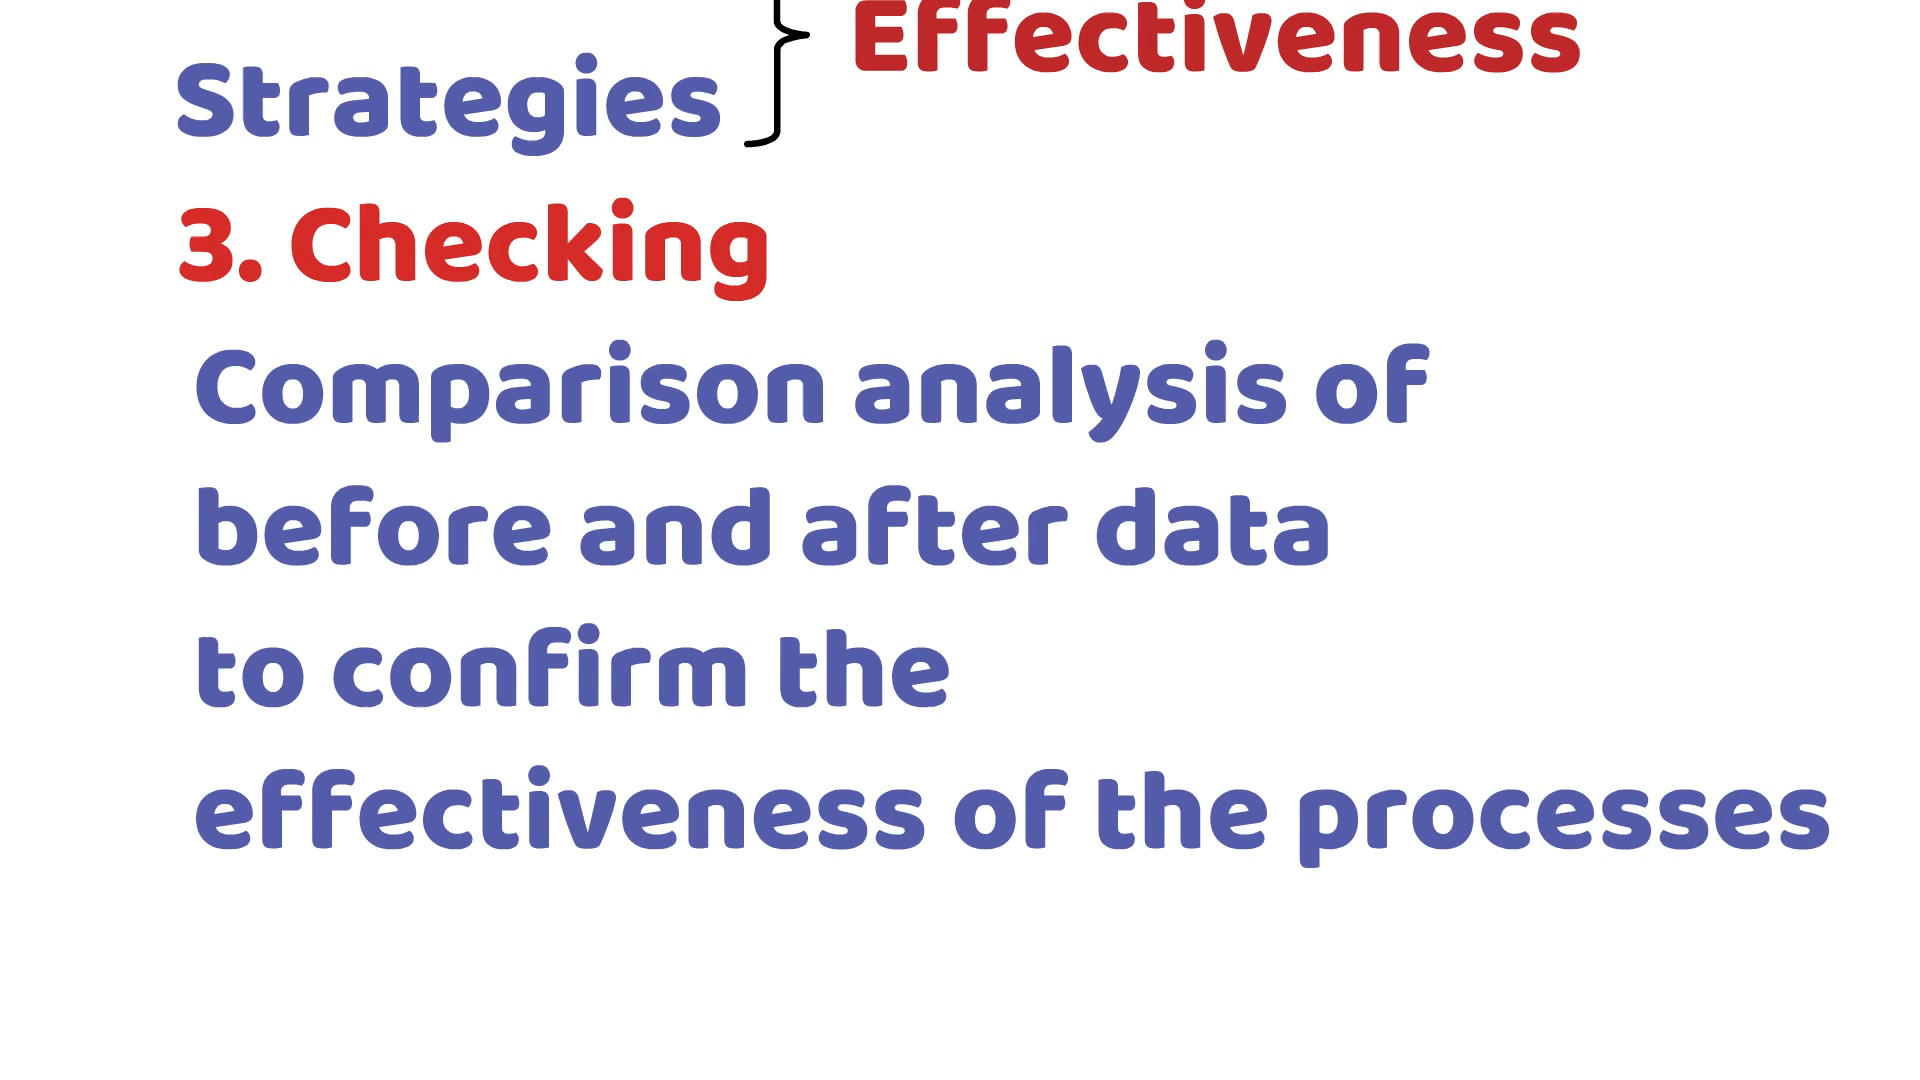 Effectiveness
Strategies
3. Checking
Comparison analysis of
before and after data
to confirm the
effectiveness of the processes